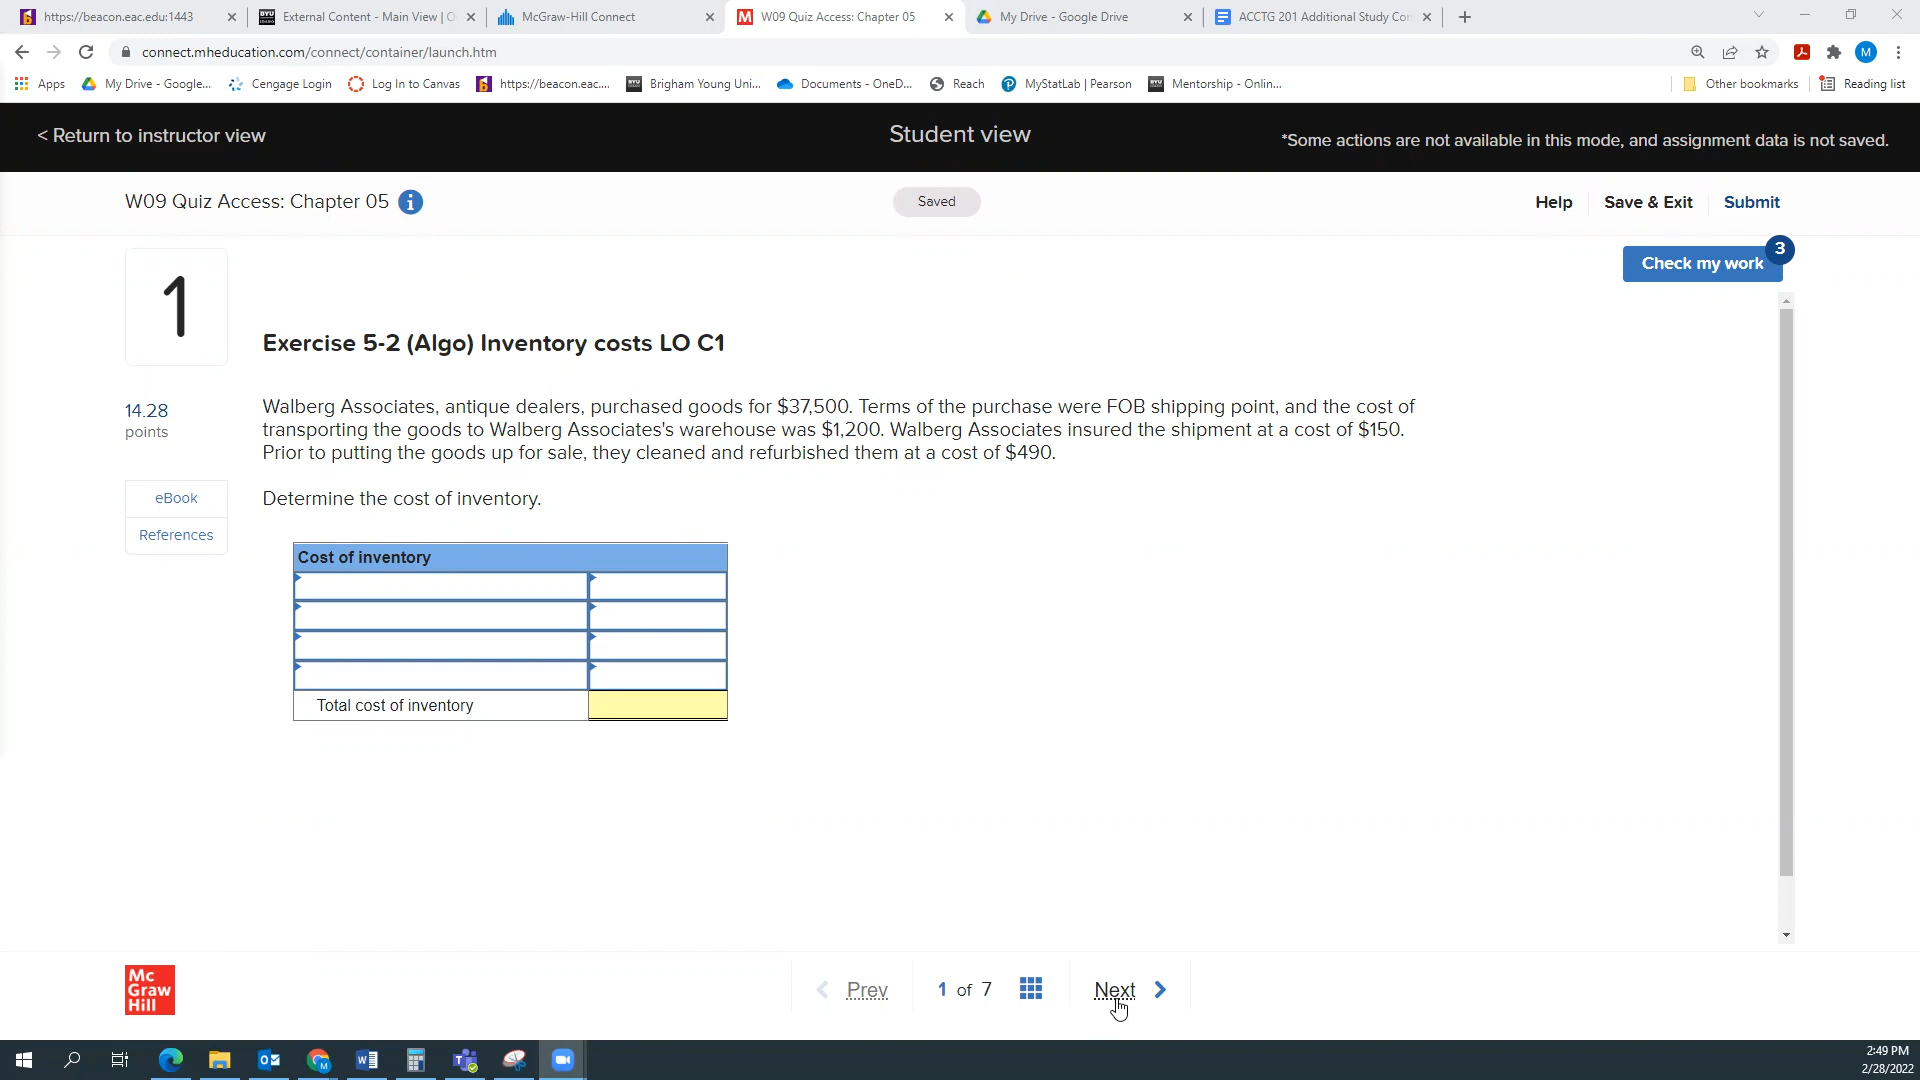 https://beacon.eac.edu:1443
External Content - Main View | O
McGraw-Hill Connect
M W09 Quiz Access: Chapter 05
My Drive - Google Drive
ACCTG 201 Additional Study Con
connect.mheducation.com/connect/container/launch.htm
M
Apps
My Drive - Google...
Cengage Login
Log In to Canvas
https://beacon.eac....
BYU Brigham Young Uni...
Documents - OneD...
Reach
P MyStatLab | Pearson
BYU Mentorship - Onlin...
Other bookmarks
Reading list
< Return to instructor view
Student view
*Some actions are not available in this mode, and assignment data is not saved.
W09 Quiz Access: Chapter 05 i
Saved
Help
Save & Exit
Submit
3
Check my work
1
14.28
points
eBook
References
Exercise 5-2 (Algo) Inventory costs LO C1
Walberg Associates, antique dealers, purchased goods for $37,500. Terms of the purchase were FOB shipping point, and the cost of
transporting the goods to Walberg Associates's warehouse was $1,200. Walberg Associates insured the shipment at a cost of $150.
Prior to putting the goods up for sale, they cleaned and refurbished them at a cost of $490.
Determine the cost of inventory.
Cost of inventory
Total cost of inventory
Mc
Graw
Hill
Prev
1 of 7
Next
2:49 PM
2/28/2022